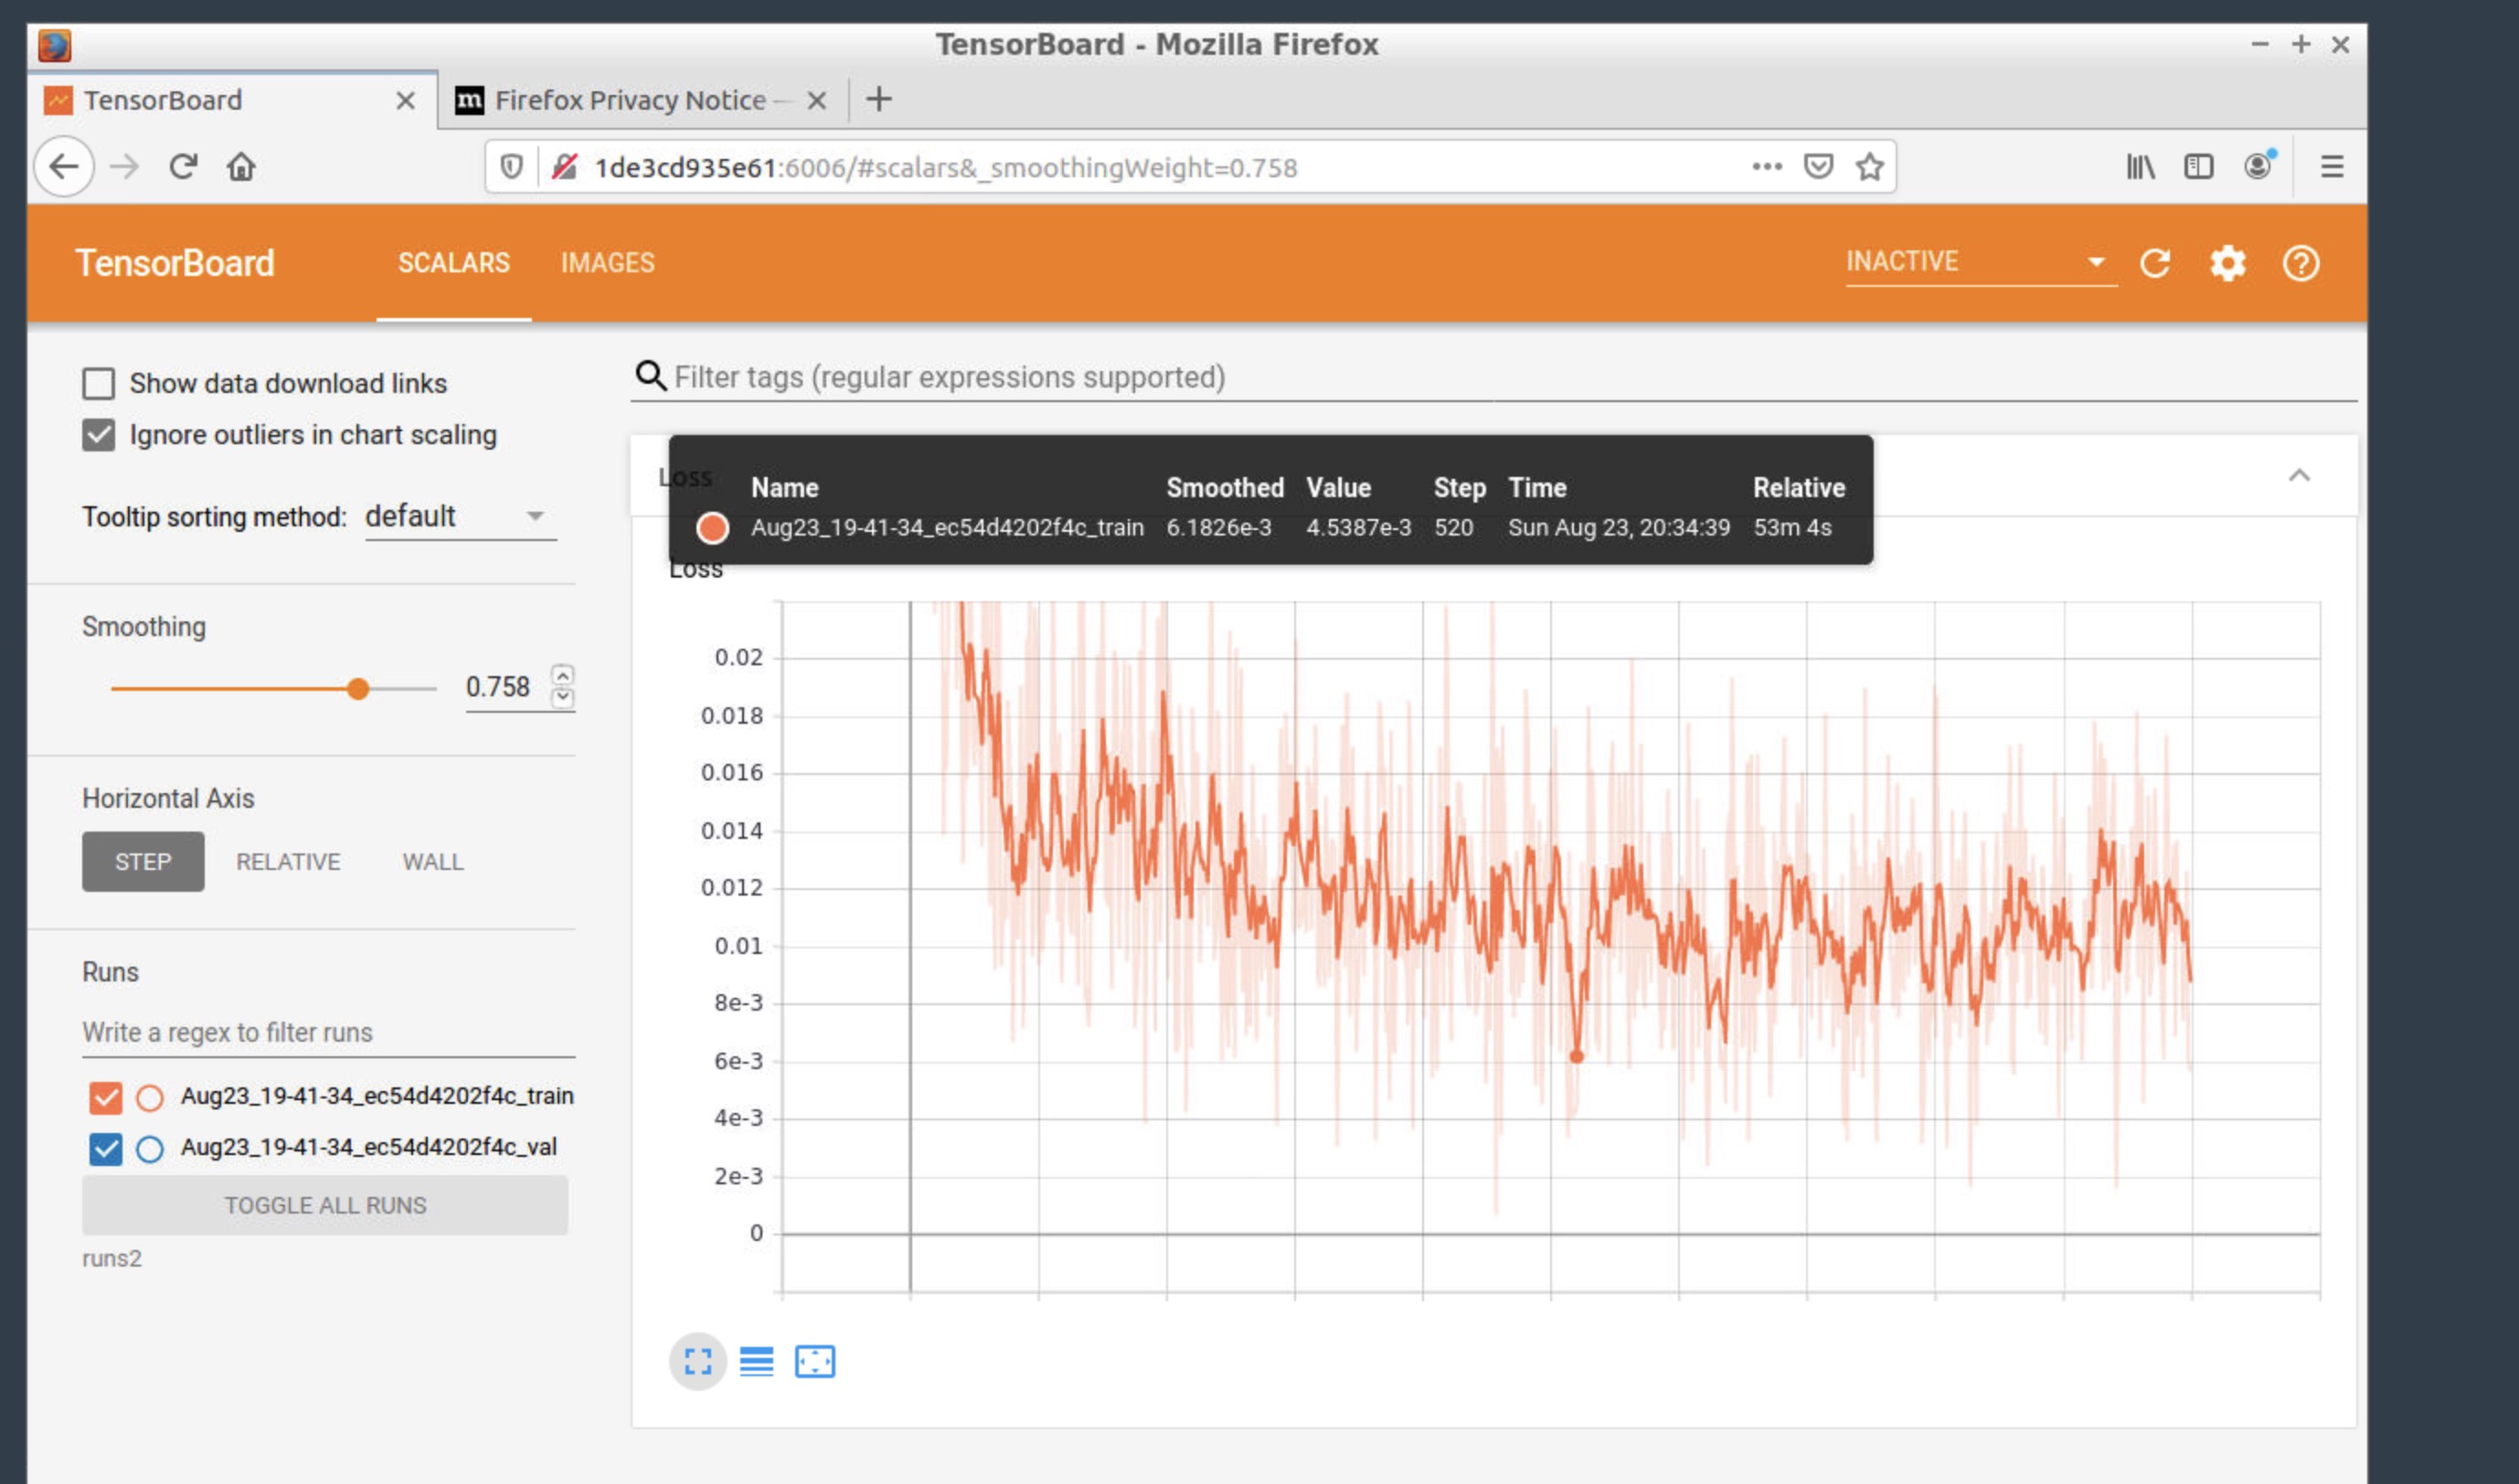 TensorBoard - Mozilla Firefox
TensorBoard
Firefox Privacy Notice —
1de3cd935e61:6006/#scalars&_smoothingWeight=0.758
TensorBoard SCALARS IMAGES INACTIVE
Show data download links
Ignore outliers in chart scaling
Tooltip sorting method: default
Smoothing
0.758
Horizontal Axis
STEP RELATIVE WALL
Runs
Write a regex to filter runs
Aug23_19-41-34_ec54d4202f4c_train
Aug23_19-41-34_ec54d4202f4c_val
TOGGLE ALL RUNS
runs2
Filter tags (regular expressions supported)
Loss
Name Smoothed Value Step Time Relative
Aug23_19-41-34_ec54d4202f4c_train 6.1826e-3 4.5387e-3 520 Sun Aug 23, 20:34:39 53m 4s
Loss
0.02
0.018
0.016
0.014
0.012
0.01
8e-3
6e-3
4e-3
2e-3
0